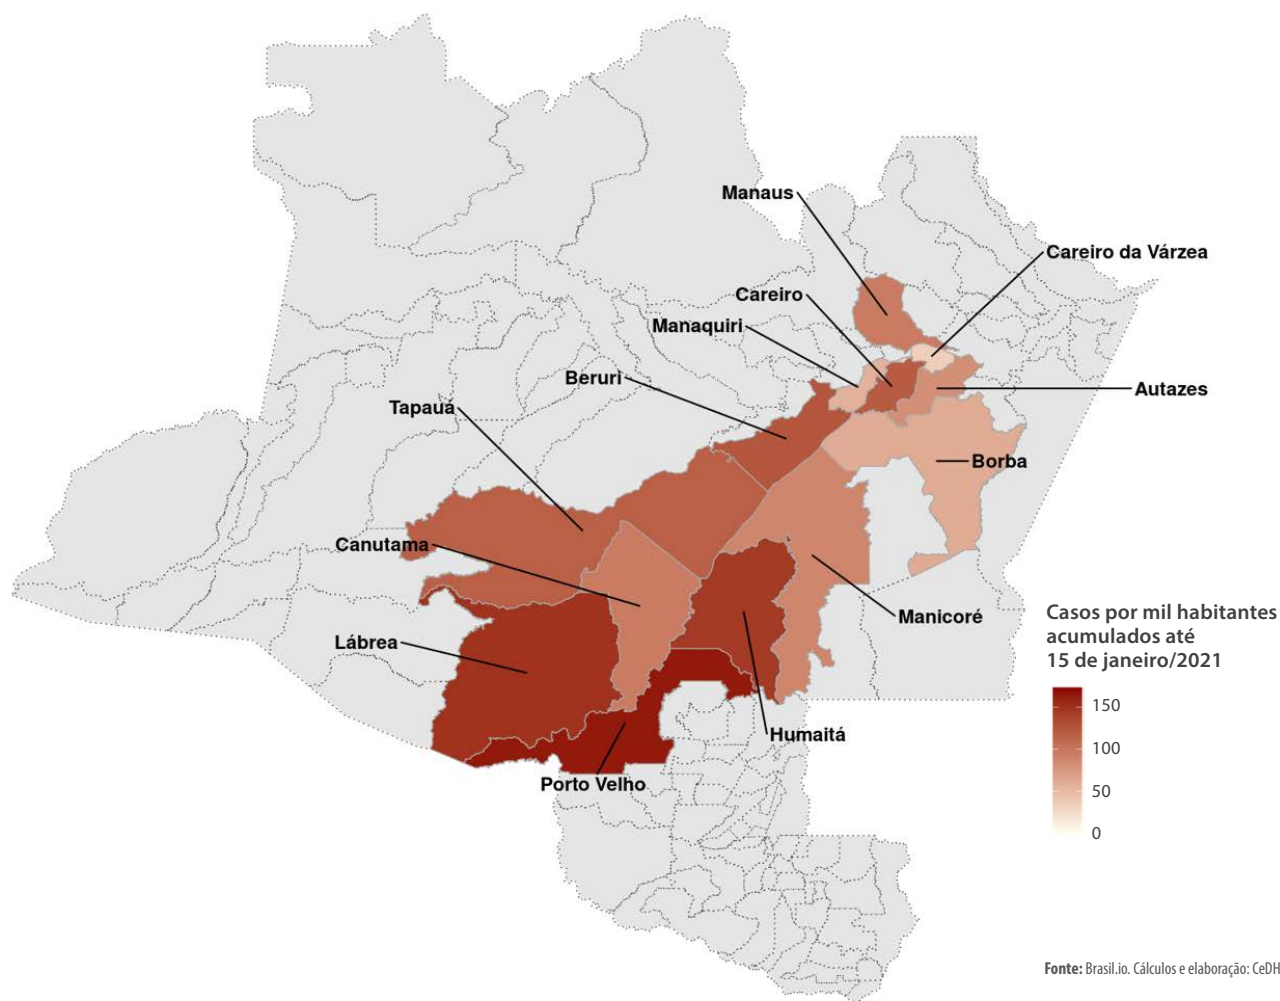 Manaus
Careiro da Várzea
Careiro
Manaquiri
Beruri
Autazes
Tapauá
Borba
Canutama
Manicoré
Lábrea
Humaitá
Porto Velho
Casos por mil habitantes
acumulados até
15 de janeiro/2021
150
100
50
0
Fonte: Brasil.io. Cálculos e elaboração: CeDH